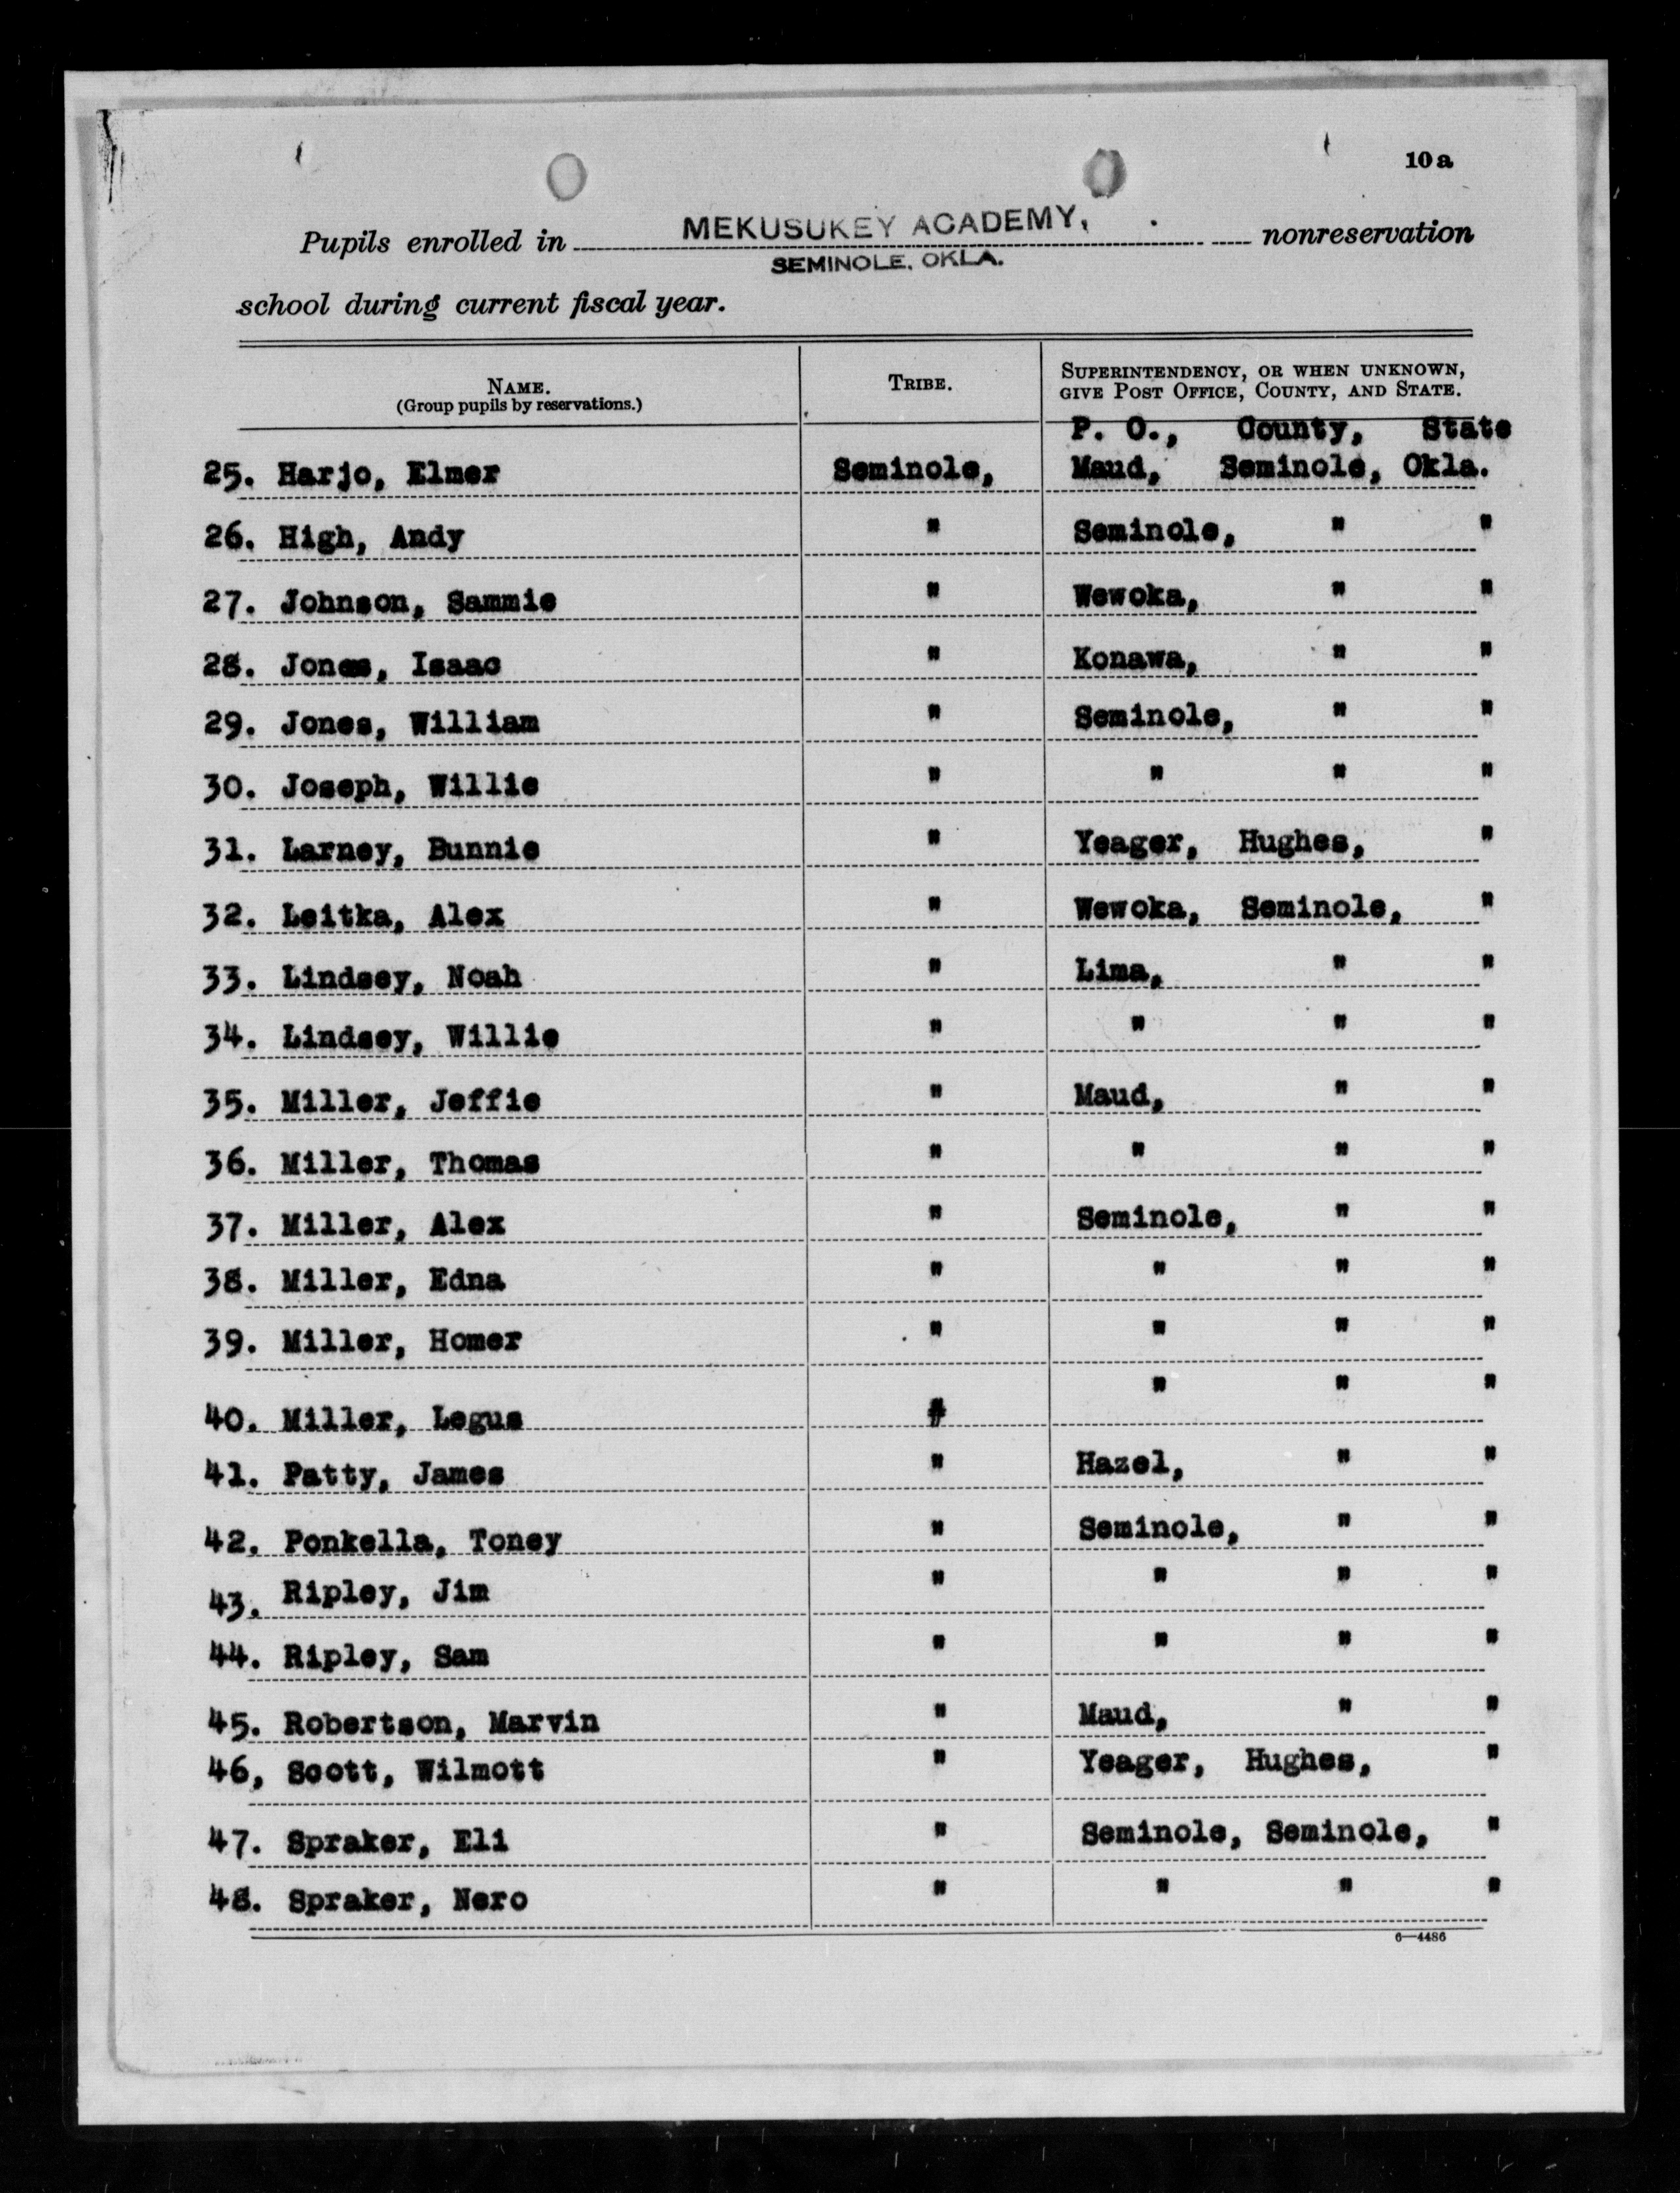 10 a
Pupils enrolled in MEKUSUKEY ACADEMY, nonreservation
SEMINOLE, OKLA.
school during current fiscal year.
NAME. TRIBE. SUPERINTENDENCY, OR WHEN UNKNOWN,
(Group pupils by reservations.) GIVE POST OFFICE, COUNTY, AND STATE.
P. O., County, State
25. Harjo, Elmer Seminole, Maud, Seminole, Okla.
26. High, Andy " Seminole, " "
27. Johnson, Sammie " Wewoka, " "
28. Jones, Isaac " Konawa, " "
29. Jones, William " Seminole, " "
30. Joseph, Willie " " " "
31. Larney, Bunnie " Yeager, Hughes, "
32. Leitka, Alex " Wewoka, Seminole, "
33. Lindsey, Noah " Lima, " "
34. Lindsey, Willie " " " "
35. Miller, Jeffie " Maud, " "
36. Miller, Thomas " " " "
37. Miller, Alex " Seminole, " "
38. Miller, Edna " " " "
39. Miller, Homer " " " "
40. Miller, Legus " " " "
41. Patty, James " Hazel, " "
42. Ponkella, Toney " Seminole, " "
43. Ripley, Jim " " " "
44. Ripley, Sam " " " "
45. Robertson, Marvin " Maud, " "
46, Scott, Wilmott " Yeager, Hughes, "
47. Spraker, Eli " Seminole, Seminole, "
48. Spraker, Nero " " " "
6—4486